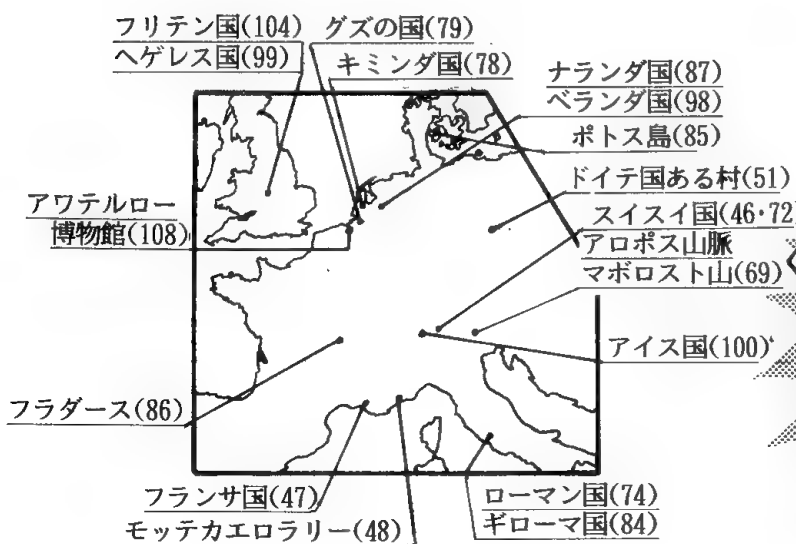 フリテン国(104)
ヘゲレス国(99)
グズの国(79)
キミンダ国(78)
ナランダ国(87)
ベランダ国(98)
ポトス島(85)
ドイテ国ある村(51)
スイスイ国(46·72)
アロポス山脈
マボロスト山(69)
アワテルロー
博物館(108)
アイス国(100)
フラダース(86)
フランサ国(47)
モッテカエロラリー(48)
ローマン国(74)
ギローマ国(84)